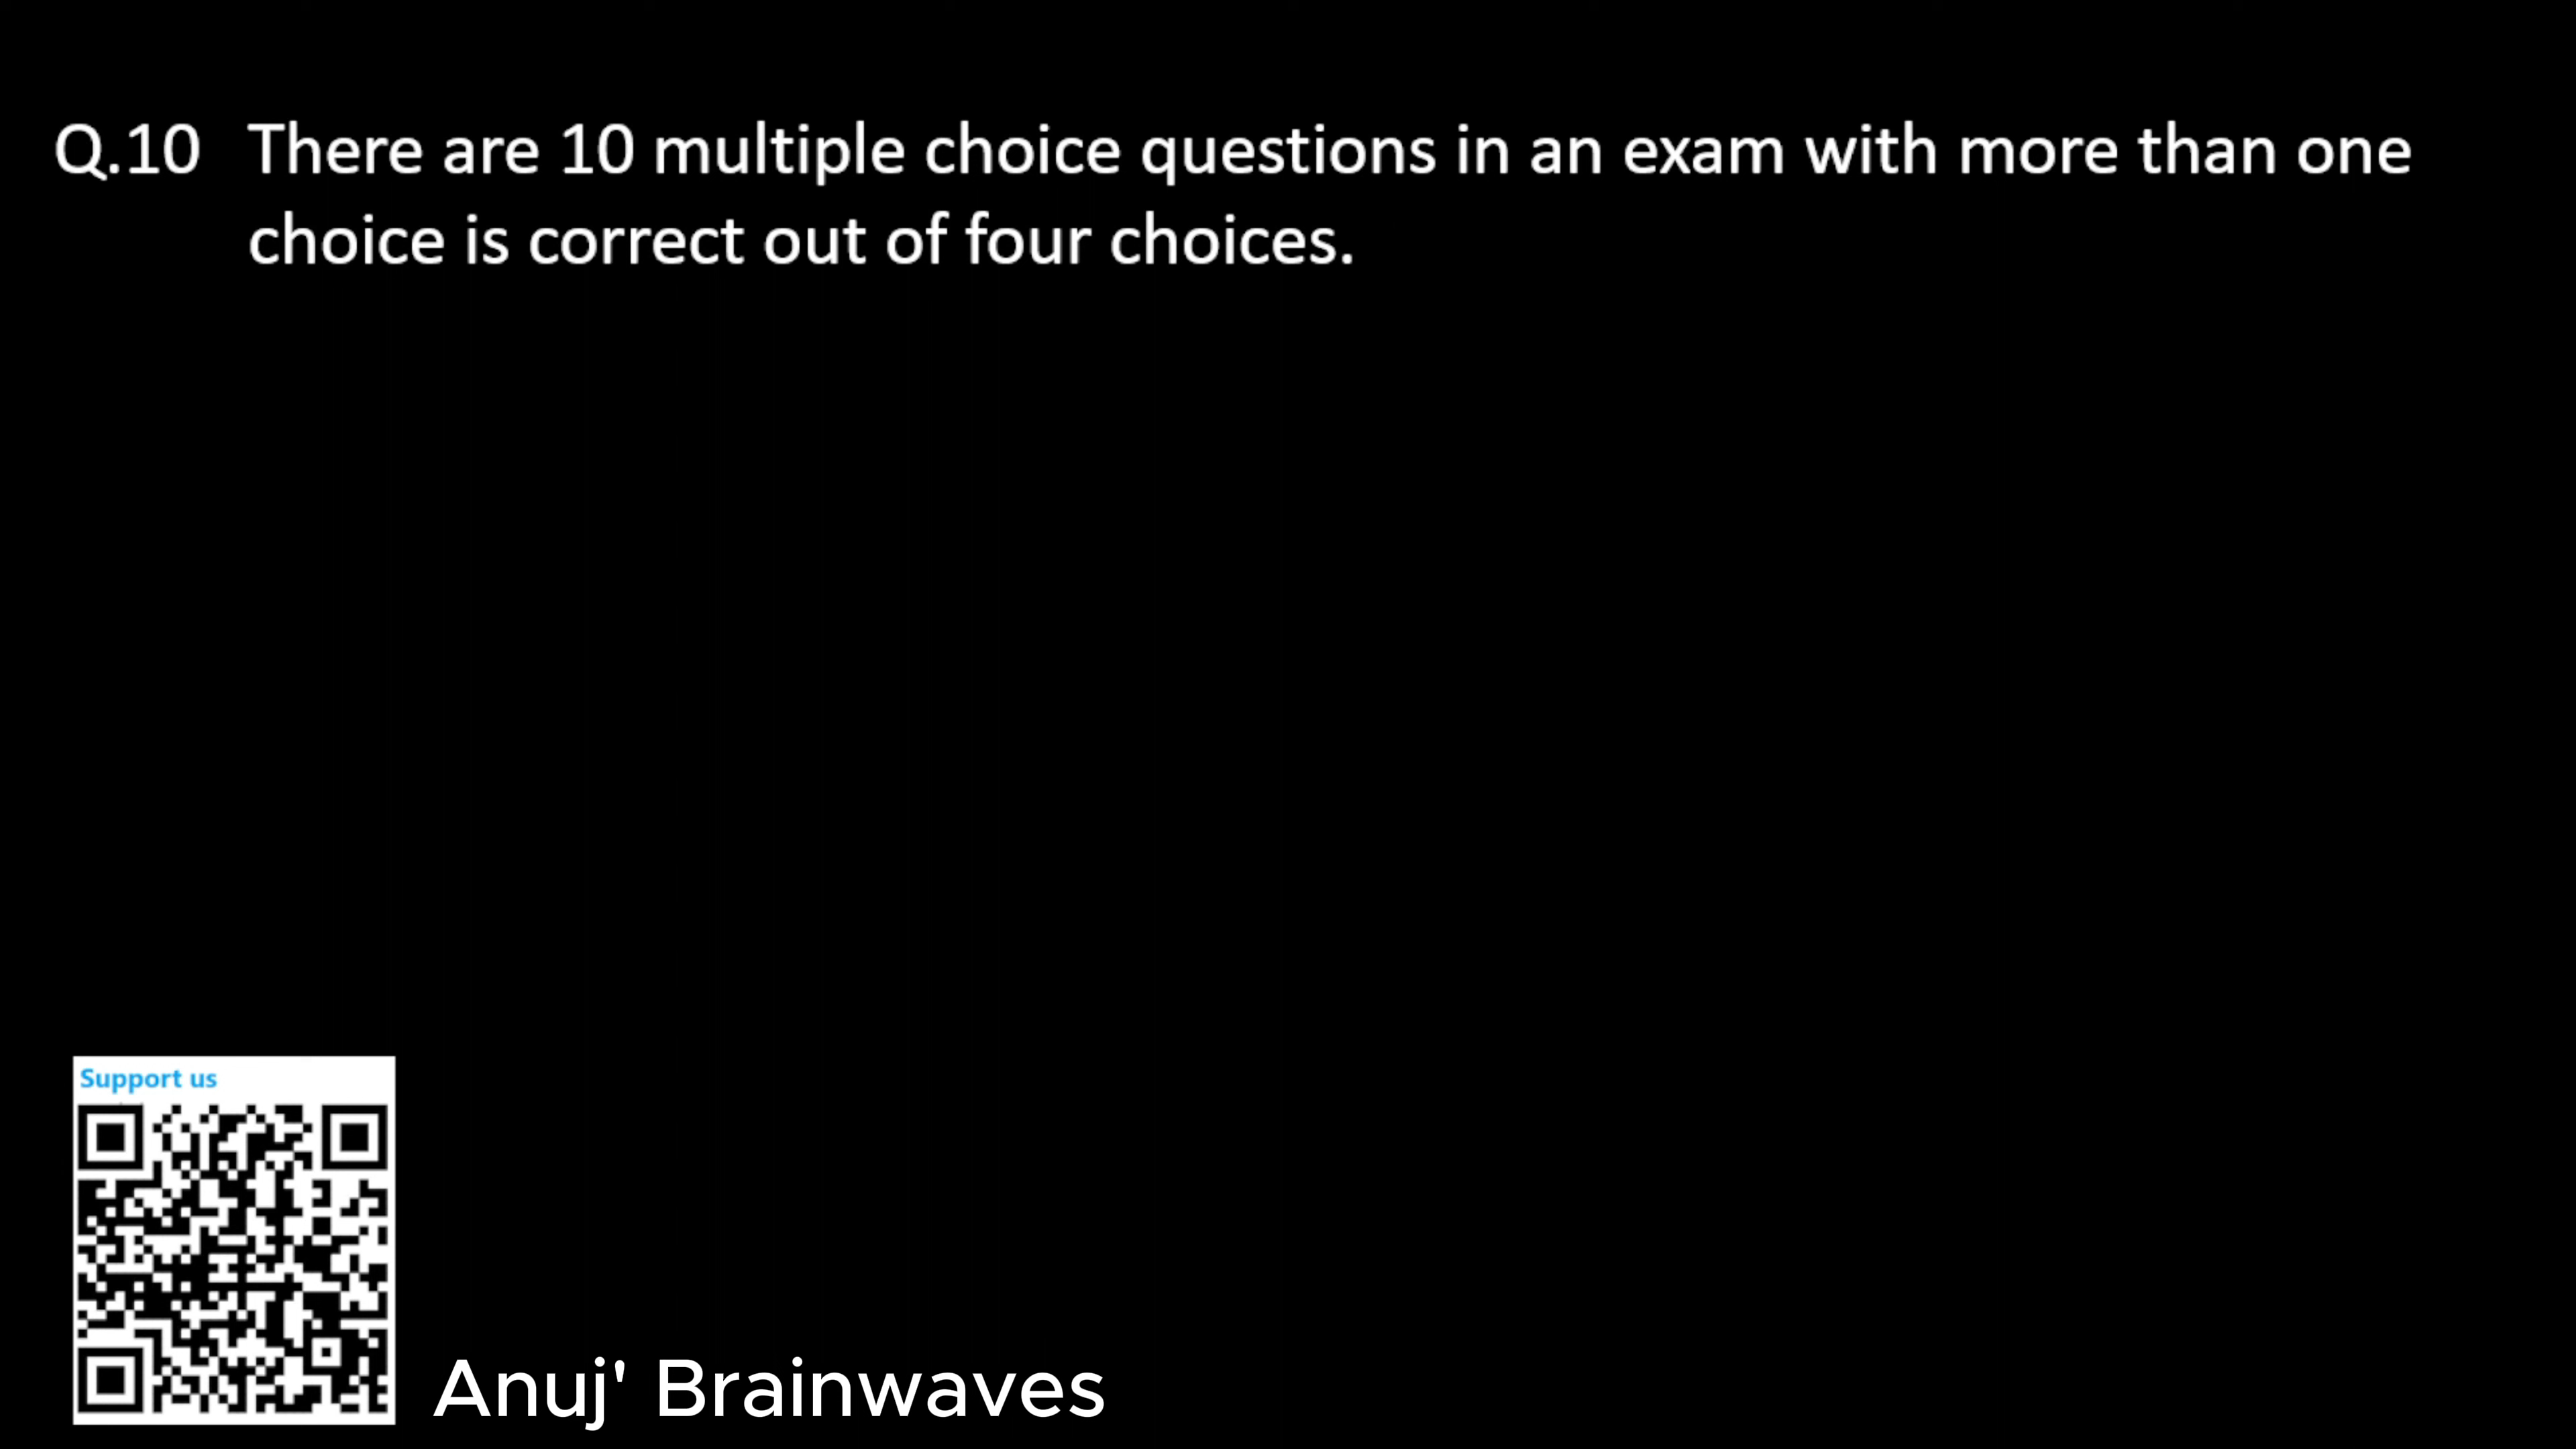 Q.10 There are 10 multiple choice questions in an exam with more than one
choice is correct out of four choices.
Support us
Anuj' Brainwaves